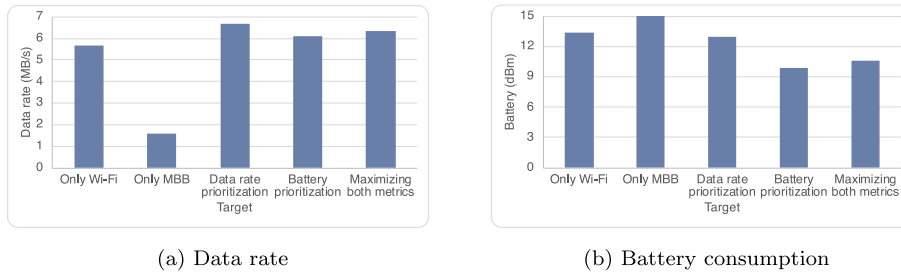 7
6
5
4
3
2
1
0
Data rate (MB/s)
Only Wi-Fi
Only MBB
Data rate
prioritization
Battery
prioritization
Maximizing
both metrics
Target
(a) Data rate
15
12
9
6
3
0
Battery (dBm)
Only Wi-Fi
Only MBB
Data rate
prioritization
Battery
prioritization
Maximizing
both metrics
Target
(b) Battery consumption